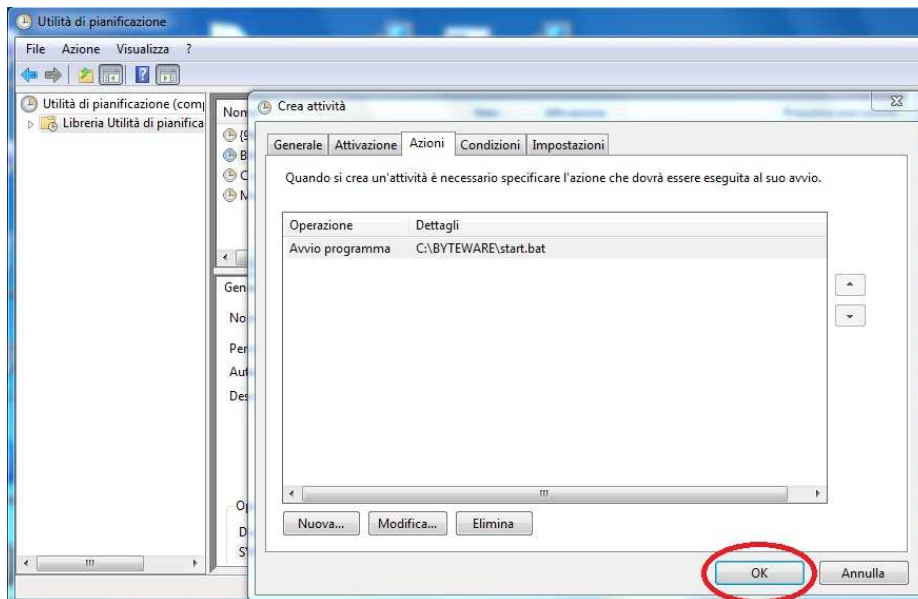 Utilità di pianificazione
File Azione Visualizza ?
Utilità di pianificazione (comp
Libreria Utilità di pianifica
Nom
{9
B
C
M
Gen
No
Per
Aut
Des
Op
D
Crea attività
Generale Attivazione Azioni Condizioni Impostazioni
Quando si crea un'attività è necessario specificare l'azione che dovrà essere eseguita al suo avvio.
Operazione Dettagli
Avvio programma C:\BYTEWARE\start.bat
Nuova... Modifica... Elimina
OK Annulla